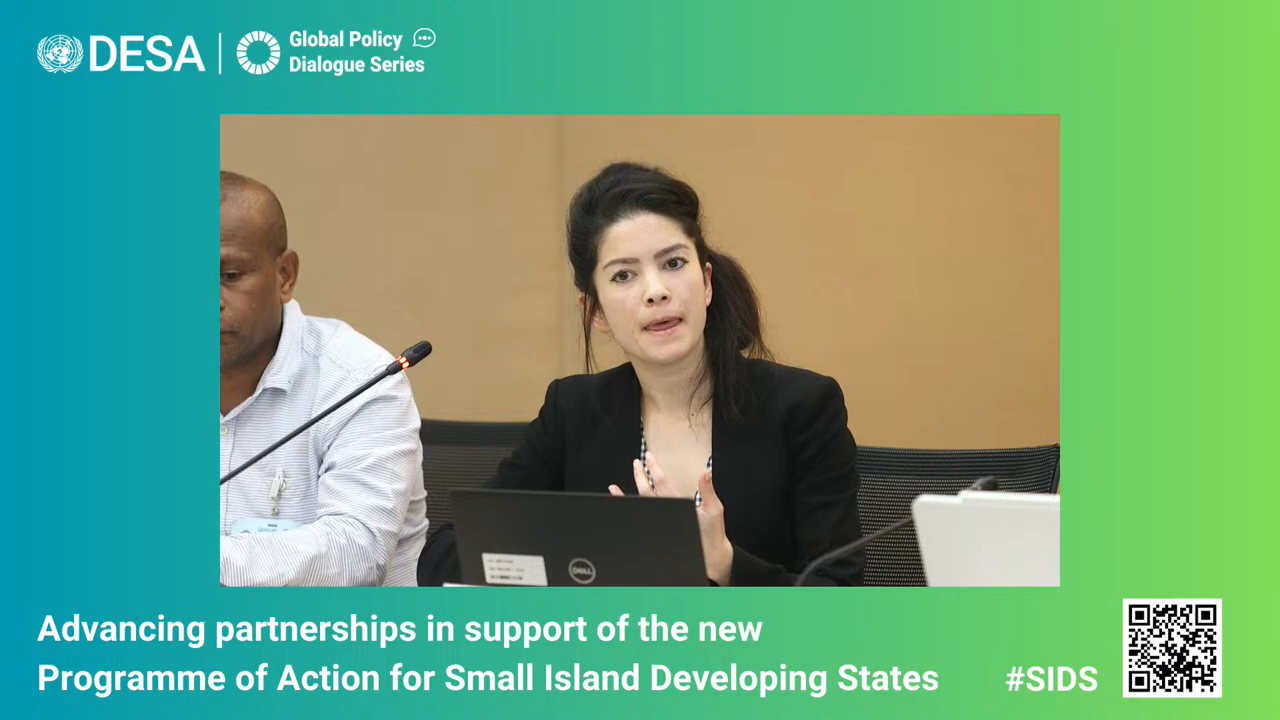 DESA
Global Policy
Dialogue Series
DELL
Advancing partnerships in support of the new
Programme of Action for Small Island Developing States
#SIDS